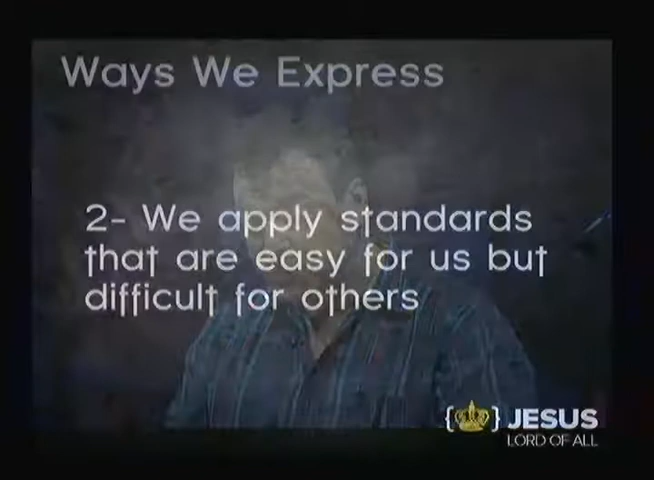 Ways We Express
2- We apply standards
that are easy for us but
difficult for others
{ } JESUS
LORD OF ALL